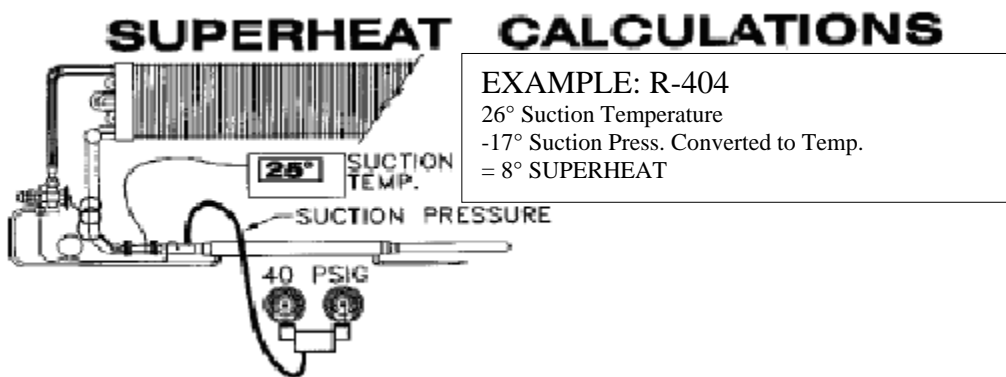 SUPERHEAT CALCULATIONS
EXAMPLE: R-404
26° Suction Temperature
-17° Suction Press. Converted to Temp.
= 8° SUPERHEAT
25°
SUCTION
TEMP.
SUCTION PRESSURE
40 PSIG